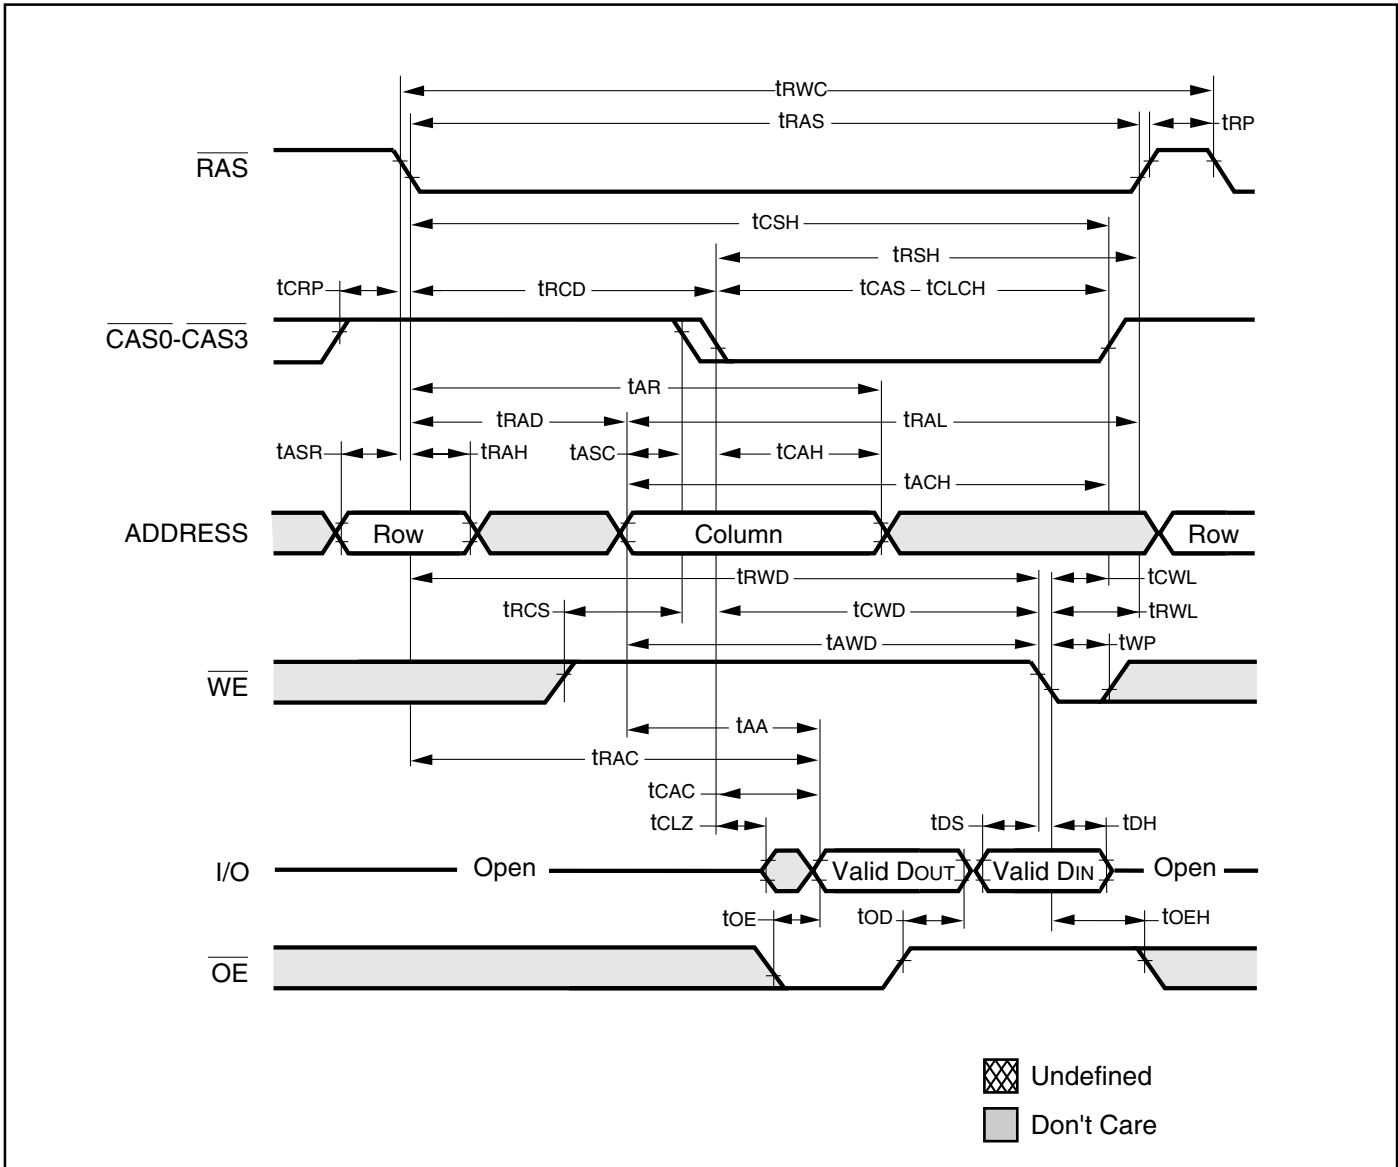 tRWC
tRAS
tRP
RAS
tCSH
tRSH
tCRP
tRCD
tCAS – tCLCH
CAS0-CAS3
tAR
tRAD
tRAL
tASR
tRAH
tASC
tCAH
tACH
ADDRESS
Row
Column
Row
tRWD
tCWL
tRCS
tCWD
tRWL
tAWD
tWP
WE
tAA
tRAC
tCAC
tCLZ
tDS
tDH
I/O
Open
Valid DOUT
Valid DIN
Open
tOE
tOD
tOEH
OE
Undefined
Don't Care